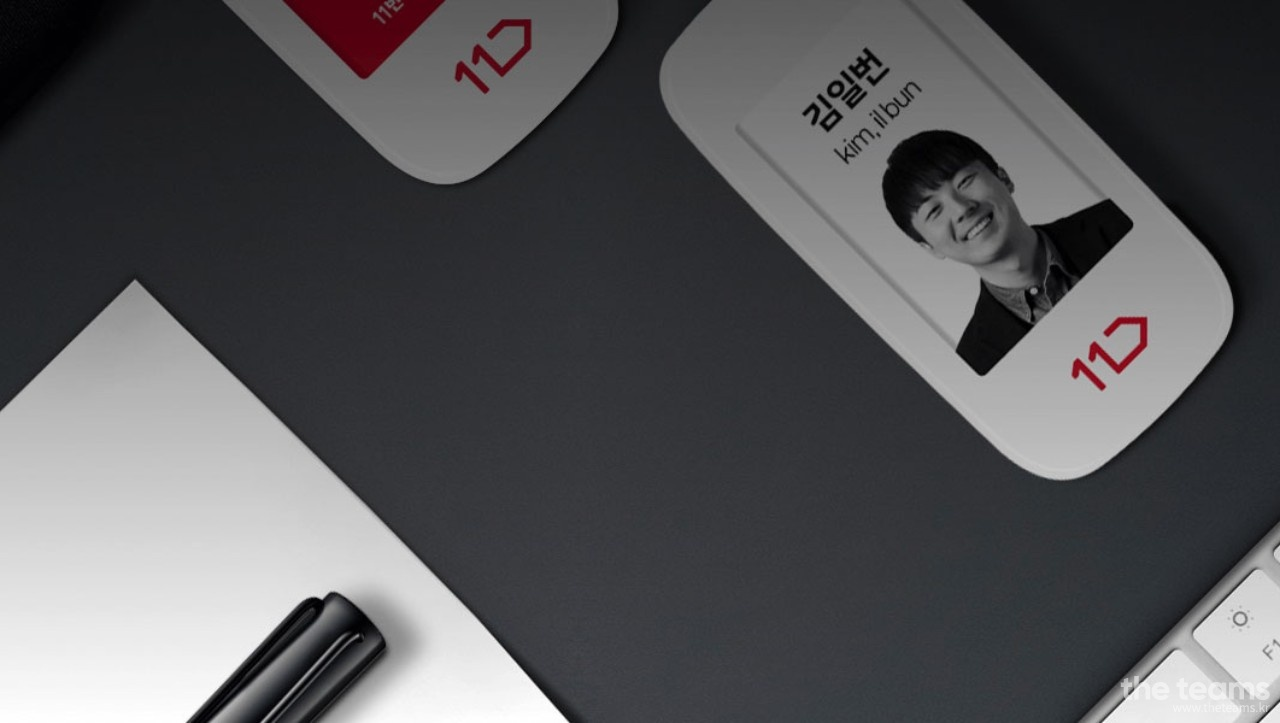 11번
11
김일번
kim, il bun
11
F1
the teams
www.theteams.kr